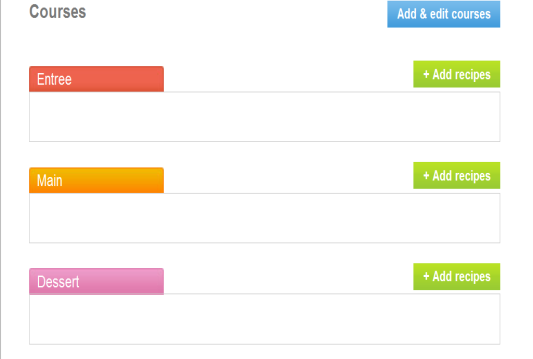 Courses
Add & edit courses
Entree
+ Add recipes
Main
+ Add recipes
Dessert
+ Add recipes